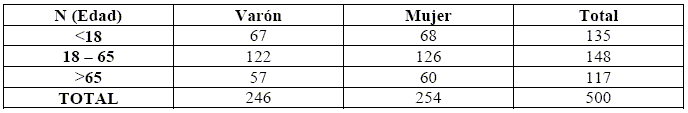 N (Edad) Varón Mujer Total
<18 67 68 135
18 – 65 122 126 148
>65 57 60 117
TOTAL 246 254 500